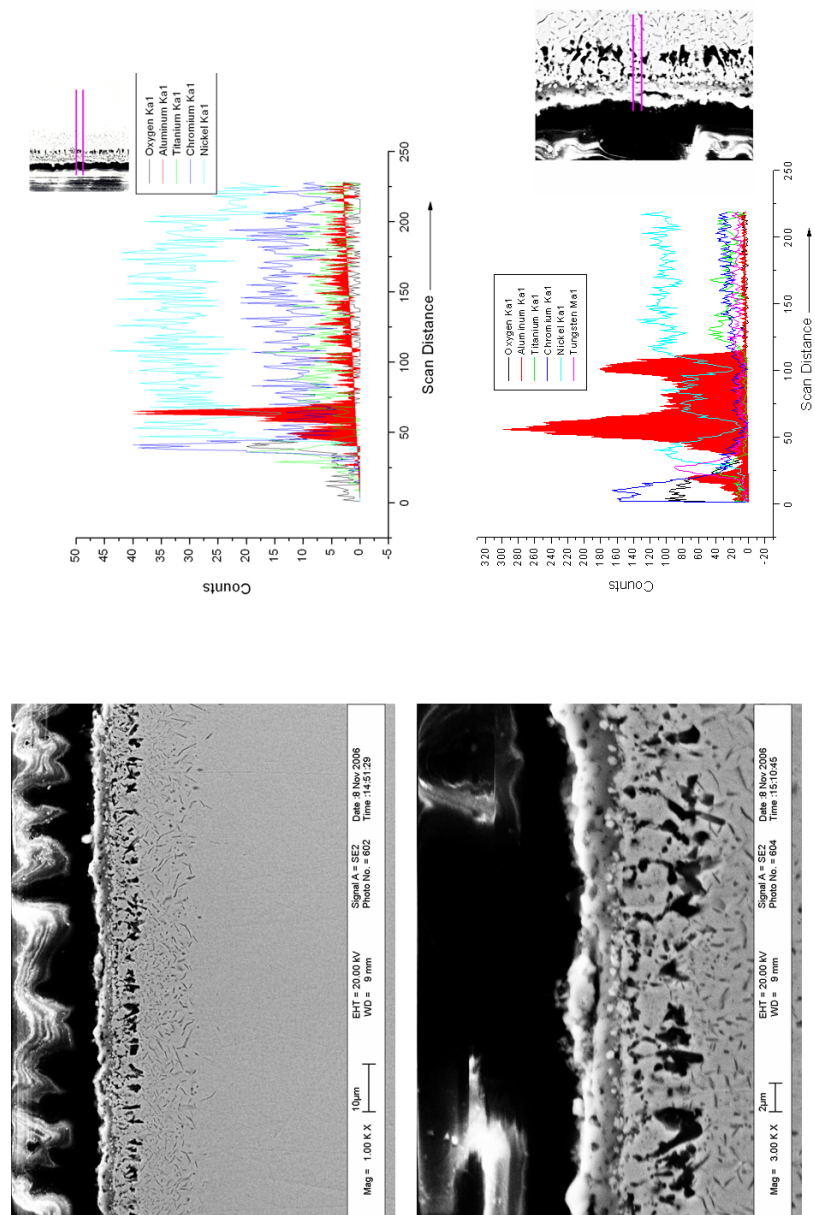 Oxygen Ka1
Aluminum Ka1
Titanium Ka1
Chromium Ka1
Nickel Ka1
50
45
40
35
30
25
20
15
10
5
0
-5
Counts
0
50
100
150
200
250
Scan Distance
Oxygen Ka1
Aluminum Ka1
Titanium Ka1
Chromium Ka1
Nickel Ka1
Tungsten Ma1
320
300
280
260
240
220
200
180
160
140
120
100
80
60
40
20
0
-20
Counts
0
50
100
150
200
250
Scan Distance
Mag = 1.00 K X
10µm
EHT = 20.00 kV
WD = 9 mm
Signal A = SE2
Photo No. = 602
Date :8 Nov 2006
Time :14:51:29
Mag = 3.00 K X
2µm
EHT = 20.00 kV
WD = 9 mm
Signal A = SE2
Photo No. = 604
Date :8 Nov 2006
Time :15:10:45